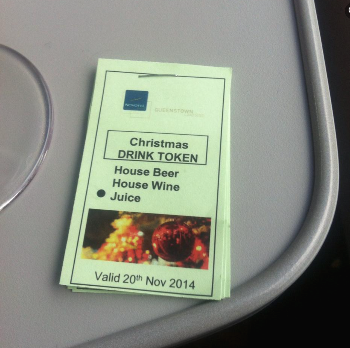 Christmas
DRINK TOKEN
House Beer
House Wine
● Juice
Valid 20th Nov 2014